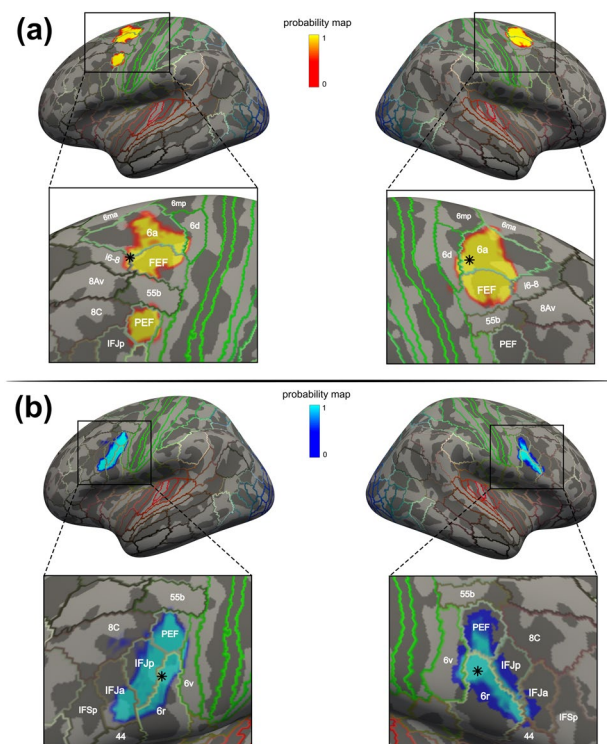 (a)
probability map
1
0
6ma
6mp
6a
6d
i6-8
FEF
8Av
55b
8C
PEF
IFJp
6mp
6ma
6d
6a
i6-8
FEF
8Av
55b
PEF
(b)
probability map
1
0
55b
8C
PEF
IFJp
6v
IFJa
IFSp
6r
44
55b
PEF
8C
6v
IFJp
IFJa
6r
IFSp
44